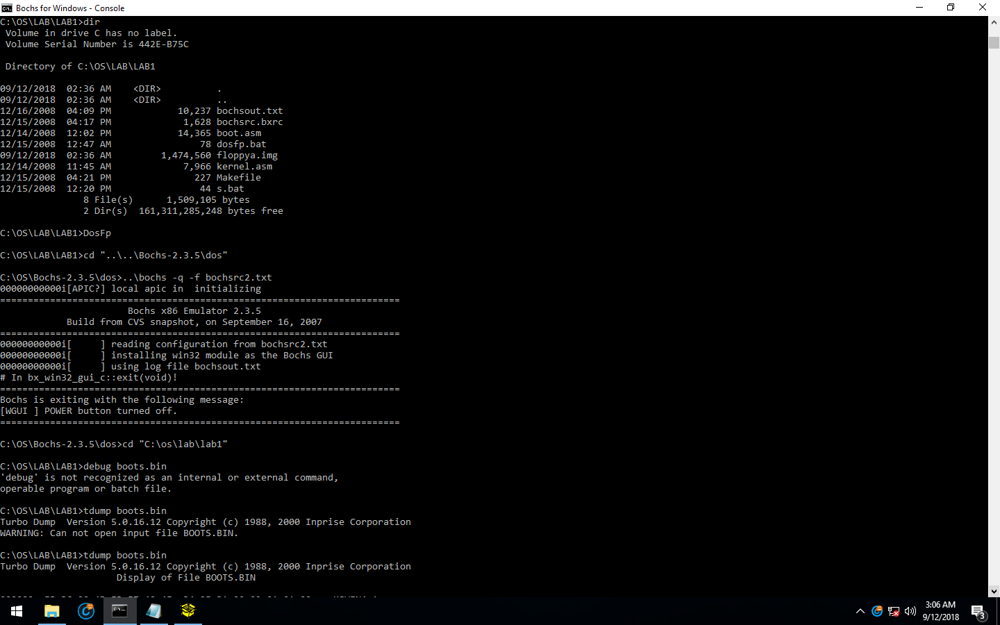 Bochs for Windows - Console
C:\OS\LAB\LAB1>dir
Volume in drive C has no label.
Volume Serial Number is 442E-B75C
Directory of C:\OS\LAB\LAB1
09/12/2018  02:36 AM    <DIR>          .
09/12/2018  02:36 AM    <DIR>          ..
12/16/2008  04:09 PM            10,237 bochsout.txt
12/15/2008  04:17 PM             1,628 bochsrc.bxrc
12/14/2008  12:02 PM            14,365 boot.asm
12/15/2008  12:47 AM                78 dosfp.bat
09/12/2018  02:36 AM         1,474,560 floppya.img
12/14/2008  11:45 AM             7,966 kernel.asm
12/15/2008  04:21 PM               227 Makefile
12/15/2008  12:20 PM                44 s.bat
8 File(s)      1,509,105 bytes
2 Dir(s)  161,311,285,248 bytes free
C:\OS\LAB\LAB1>DosFp
C:\OS\LAB\LAB1>cd "..\..\Bochs-2.3.5\dos"
C:\OS\Bochs-2.3.5\dos>..\bochs -q -f bochsrc2.txt
00000000000i[APIC?] local apic in  initializing
========================================================================
Bochs x86 Emulator 2.3.5
Build from CVS snapshot, on September 16, 2007
========================================================================
00000000000i[     ] reading configuration from bochsrc2.txt
00000000000i[     ] installing win32 module as the Bochs GUI
00000000000i[     ] using log file bochsout.txt
# In bx_win32_gui_c::exit(void)!
========================================================================
Bochs is exiting with the following message:
[WGUI ] POWER button turned off.
========================================================================
C:\OS\Bochs-2.3.5\dos>cd "C:\os\lab\lab1"
C:\OS\LAB\LAB1>debug boots.bin
'debug' is not recognized as an internal or external command,
operable program or batch file.
C:\OS\LAB\LAB1>tdump boots.bin
Turbo Dump  Version 5.0.16.12 Copyright (c) 1988, 2000 Inprise Corporation
WARNING: Can not open input file BOOTS.BIN.
C:\OS\LAB\LAB1>tdump boots.bin
Turbo Dump  Version 5.0.16.12 Copyright (c) 1988, 2000 Inprise Corporation
Display of File BOOTS.BIN
3:06 AM
9/12/2018
3